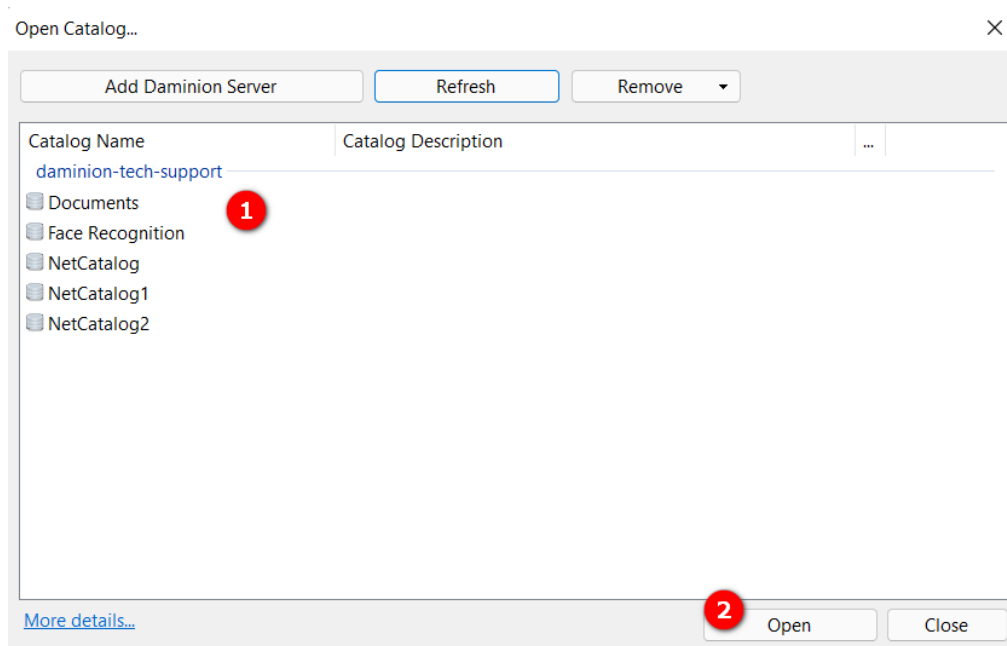 Open Catalog...
Add Daminion Server Refresh Remove
Catalog Name Catalog Description ...
daminion-tech-support
Documents
1
Face Recognition
NetCatalog
NetCatalog1
NetCatalog2
More details... 2 Open Close